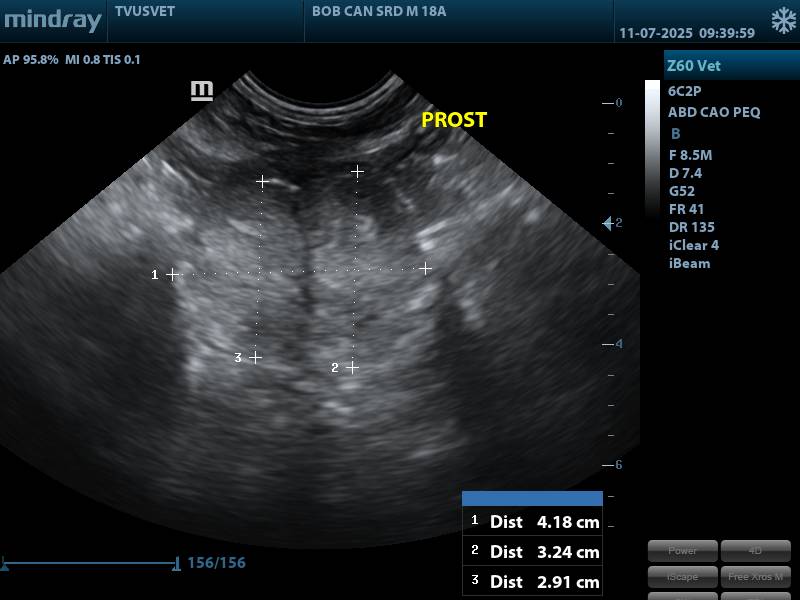 mindray
TVUSVET
BOB CAN SRD M 18A
11-07-2025 09:39:59
AP 95.8% MI 0.8 TIS 0.1
m
PROST
Z60 Vet
6C2P
ABD CAO PEQ
B
F 8.5M
D 7.4
G52
FR 41
DR 135
iClear 4
iBeam
0
2
4
6
1
3
2
1 Dist 4.18 cm
2 Dist 3.24 cm
3 Dist 2.91 cm
156/156
Power
4D
iScape
Free Xros M